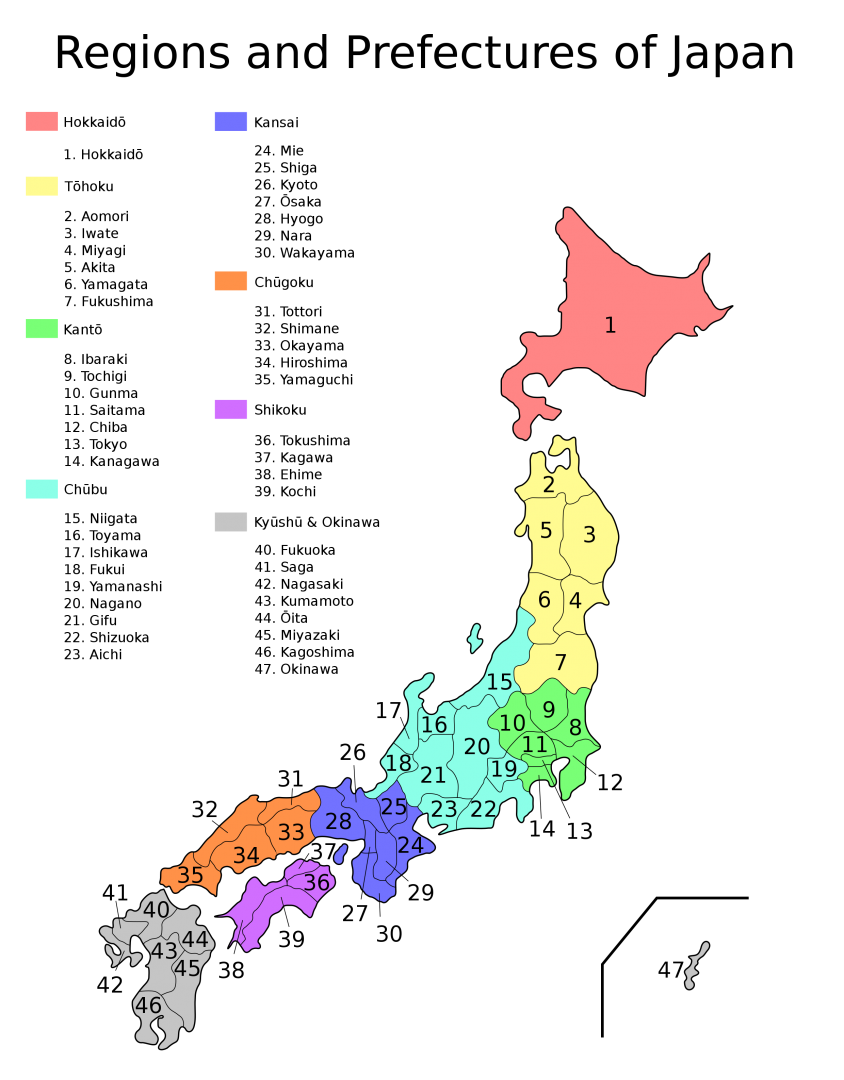 Regions and Prefectures of Japan
Hokkaidō
1. Hokkaidō
Tōhoku
2. Aomori
3. Iwate
4. Miyagi
5. Akita
6. Yamagata
7. Fukushima
Kantō
8. Ibaraki
9. Tochigi
10. Gunma
11. Saitama
12. Chiba
13. Tokyo
14. Kanagawa
Chūbu
15. Niigata
16. Toyama
17. Ishikawa
18. Fukui
19. Yamanashi
20. Nagano
21. Gifu
22. Shizuoka
23. Aichi
Kansai
24. Mie
25. Shiga
26. Kyoto
27. Ōsaka
28. Hyogo
29. Nara
30. Wakayama
Chūgoku
31. Tottori
32. Shimane
33. Okayama
34. Hiroshima
35. Yamaguchi
Shikoku
36. Tokushima
37. Kagawa
38. Ehime
39. Kochi
Kyūshū & Okinawa
40. Fukuoka
41. Saga
42. Nagasaki
43. Kumamoto
44. Ōita
45. Miyazaki
46. Kagoshima
47. Okinawa
1
2
5
3
6
4
7
15
17
16
10
9
8
11
20
26
18
21
19
12
31
32
28
25
23
22
14
13
33
37
24
34
35
36
29
41
40
27
30
39
44
43
38
45
42
46
47